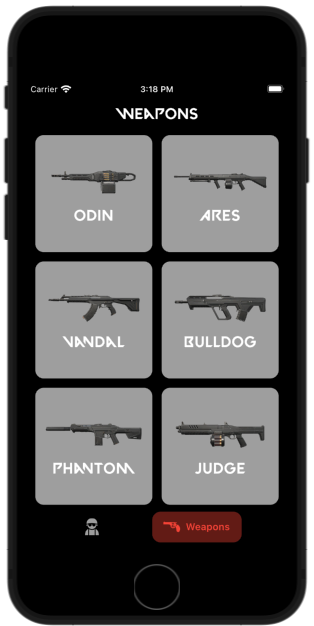 Carrier 3:18 PM
WEAPONS
ODIN ARES
VANDAL BULLDOG
PHANTOM JUDGE
Weapons